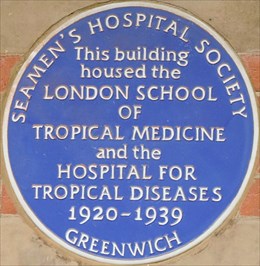 SEAMEN'S HOSPITAL SOCIETY
This building
housed the
LONDON SCHOOL
OF
TROPICAL MEDICINE
and the
HOSPITAL FOR
TROPICAL DISEASES
1920-1939
GREENWICH